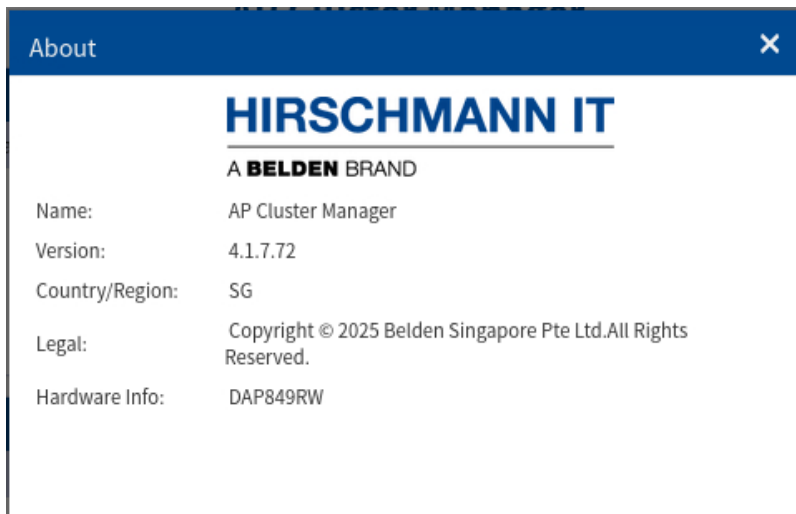 About
HIRSCHMANN IT
A BELDEN BRAND
Name: AP Cluster Manager
Version: 4.1.7.72
Country/Region: SG
Legal: Copyright © 2025 Belden Singapore Pte Ltd.All Rights
Reserved.
Hardware Info: DAP849RW